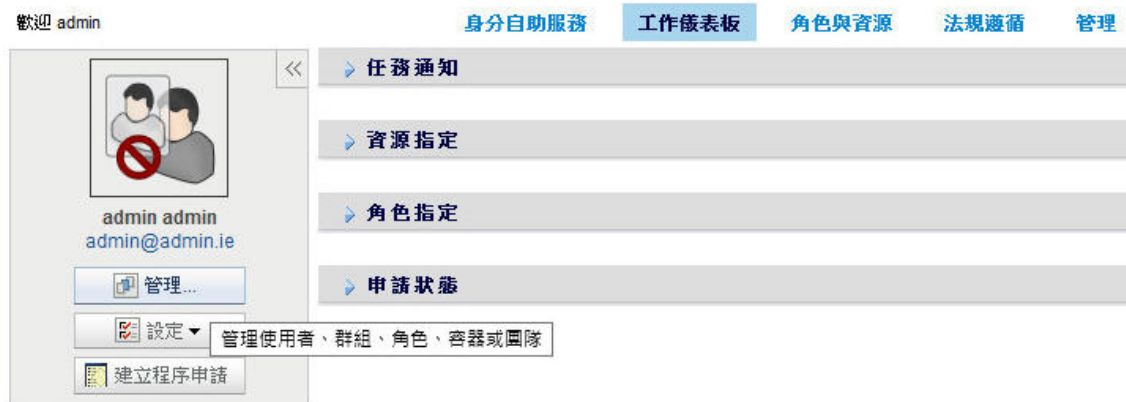 歡迎 admin
身分自助服務 工作儀表板 角色與資源 法規遵循 管理
任務通知
資源指定
角色指定
申請狀態
admin admin
admin@admin.ie
管理...
設定
管理使用者、群組、角色、容器或團隊
建立程序申請